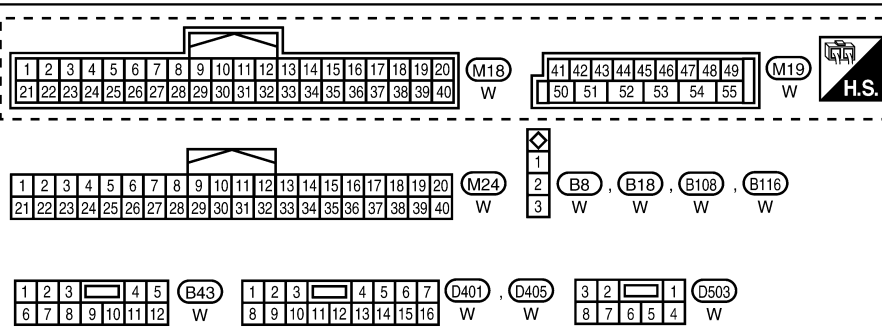 1 2 3 4 5 6 7 8 9 10 11 12 13 14 15 16 17 18 19 20 M18
21 22 23 24 25 26 27 28 29 30 31 32 33 34 35 36 37 38 39 40 W
41 42 43 44 45 46 47 48 49 M19
50 51 52 53 54 55 W
H.S.
1 2 3 4 5 6 7 8 9 10 11 12 13 14 15 16 17 18 19 20 M24
21 22 23 24 25 26 27 28 29 30 31 32 33 34 35 36 37 38 39 40 W
1
2 B8 , B18 , B108 , B116
3 W W W W
1 2 3 4 5 B43
6 7 8 9 10 11 12 W
1 2 3 4 5 6 7 D401 , D405
8 9 10 11 12 13 14 15 16 W W
3 2 1 D503
8 7 6 5 4 W